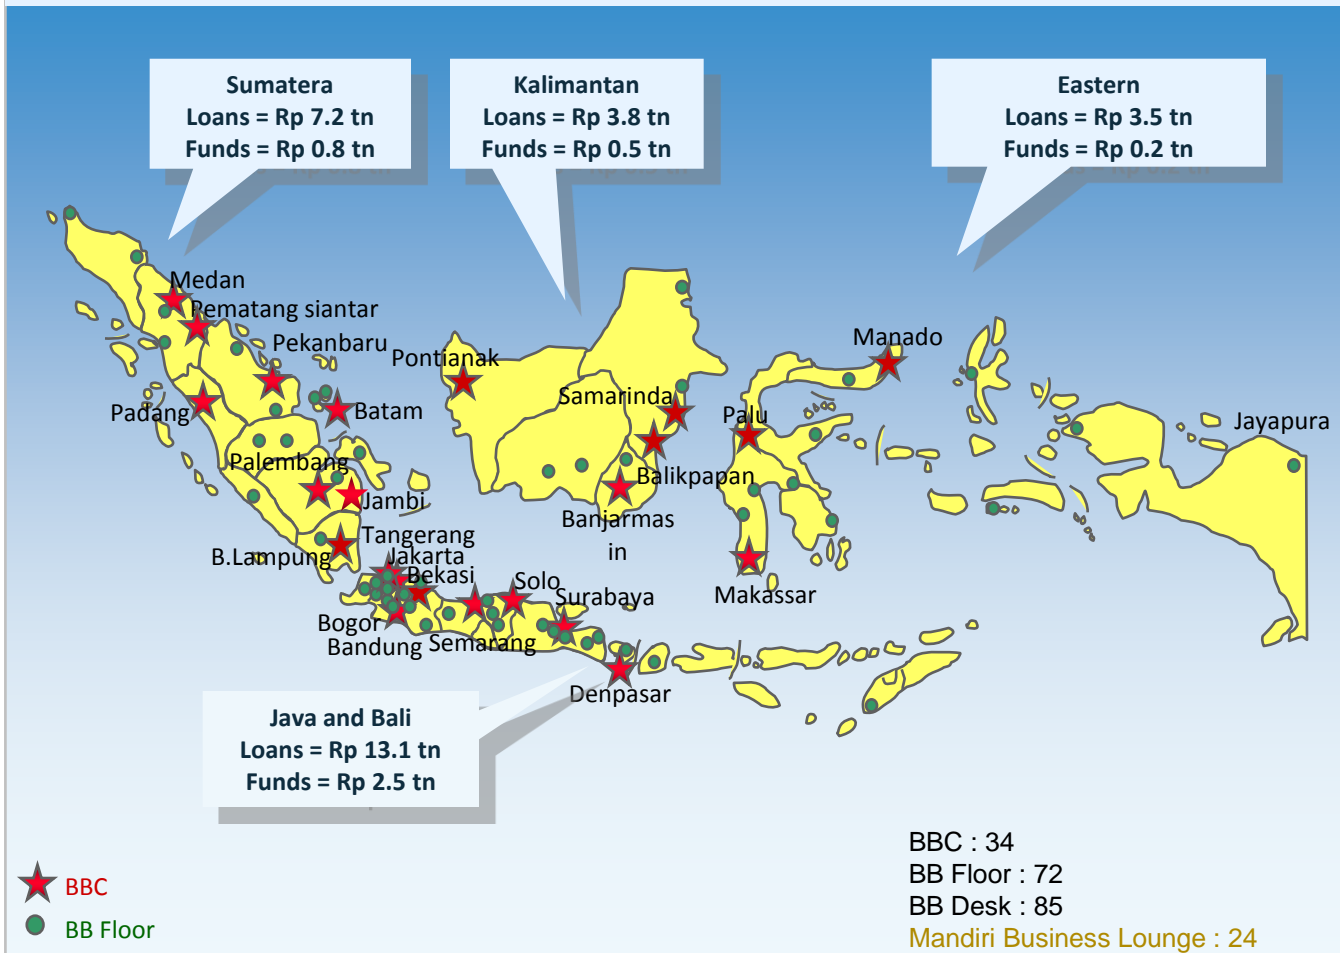 Sumatera
Loans = Rp 7.2 tn
Funds = Rp 0.8 tn
Kalimantan
Loans = Rp 3.8 tn
Funds = Rp 0.5 tn
Eastern
Loans = Rp 3.5 tn
Funds = Rp 0.2 tn
Medan
Pematang siantar
Pekanbaru
Padang
Batam
Palembang
Jambi
Tangerang
B.Lampung
Jakarta
Bekasi
Bogor
Bandung
Semarang
Solo
Surabaya
Denpasar
Pontianak
Samarinda
Balikpapan
Banjarmas
in
Manado
Palu
Makassar
Jayapura
Java and Bali
Loans = Rp 13.1 tn
Funds = Rp 2.5 tn
BBC
BB Floor
BBC : 34
BB Floor : 72
BB Desk : 85
Mandiri Business Lounge : 24